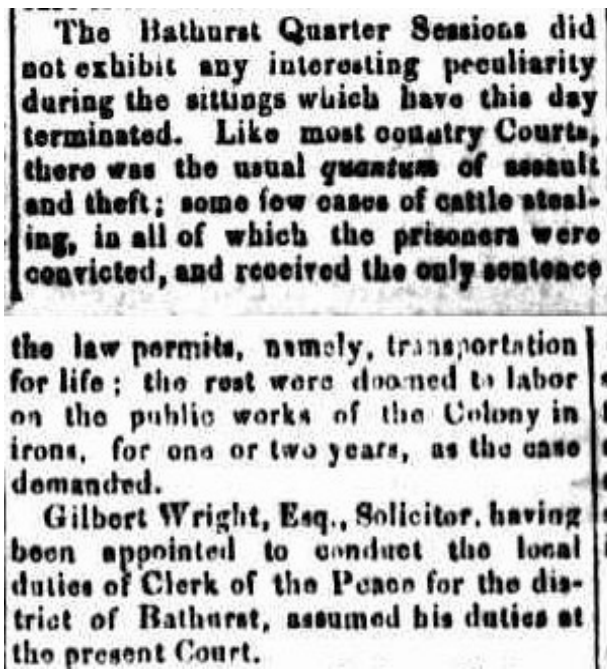 The Bathurst Quarter Sessions did
not exhibit any interesting peculiarity
during the sittings which have this day
terminated. Like most country Courts,
there was the usual quantum of assault
and theft; some few cases of cattle steal-
ing, in all of which the prisoners were
convicted, and received the only sentence
the law permits, namely, transportation
for life; the rest were doomed to labor
on the public works of the Colony in
irons, for one or two years, as the case
demanded.
Gilbert Wright, Esq., Solicitor, having
been appointed to conduct the local
duties of Clerk of the Peace for the dis-
trict of Bathurst, assumed his duties at
the present Court.